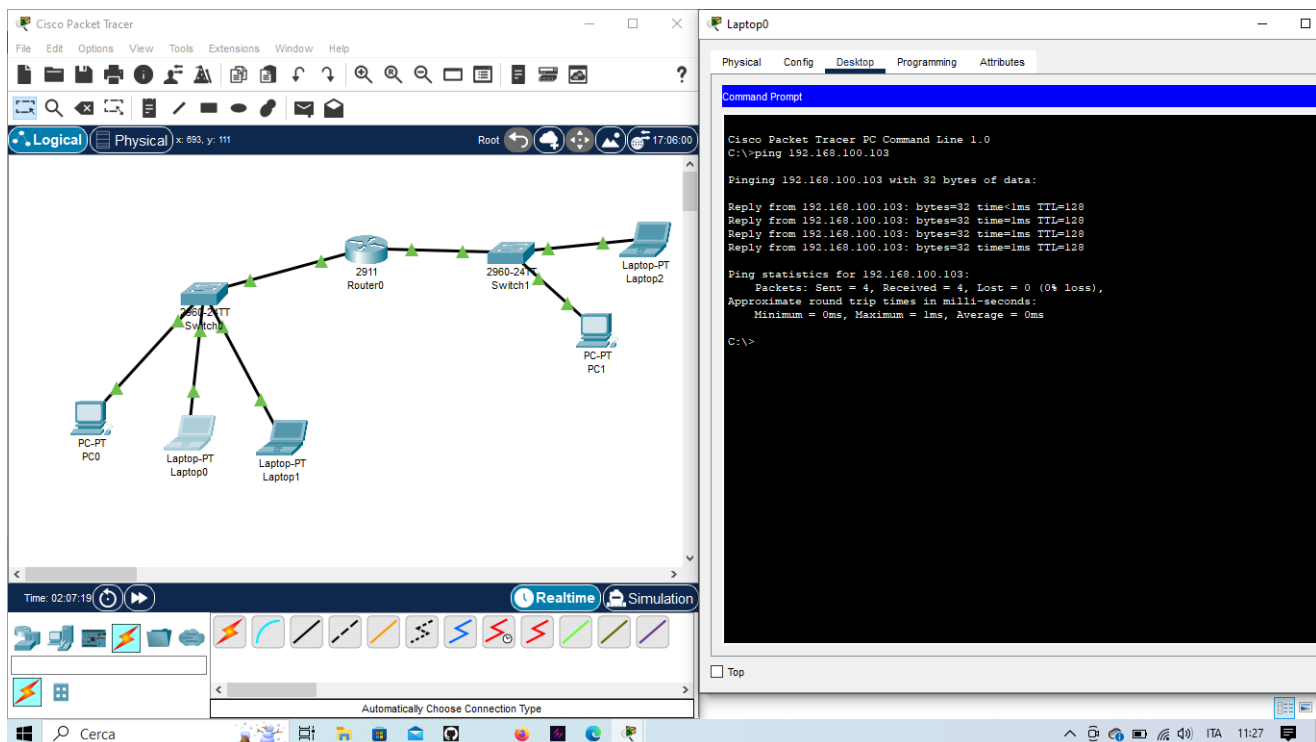 Cisco Packet Tracer
File Edit Options View Tools Extensions Window Help
?
Logical Physical x: 693, y: 111 Root 17:06:00
2911
Router0
2960-24TT
Switch1
Laptop-PT
Laptop2
2960-24TT
Switch0
PC-PT
PC1
PC-PT
PC0
Laptop-PT
Laptop0
Laptop-PT
Laptop1
Time: 02:07:19 Realtime Simulation
Automatically Choose Connection Type
Laptop0
Physical Config Desktop Programming Attributes
Command Prompt
Cisco Packet Tracer PC Command Line 1.0
C:\>ping 192.168.100.103
Pinging 192.168.100.103 with 32 bytes of data:
Reply from 192.168.100.103: bytes=32 time<1ms TTL=128
Reply from 192.168.100.103: bytes=32 time=1ms TTL=128
Reply from 192.168.100.103: bytes=32 time=1ms TTL=128
Reply from 192.168.100.103: bytes=32 time=1ms TTL=128
Ping statistics for 192.168.100.103:
Packets: Sent = 4, Received = 4, Lost = 0 (0% loss),
Approximate round trip times in milli-seconds:
Minimum = 0ms, Maximum = 1ms, Average = 0ms
C:\>
Top
Cerca
ITA 11:27